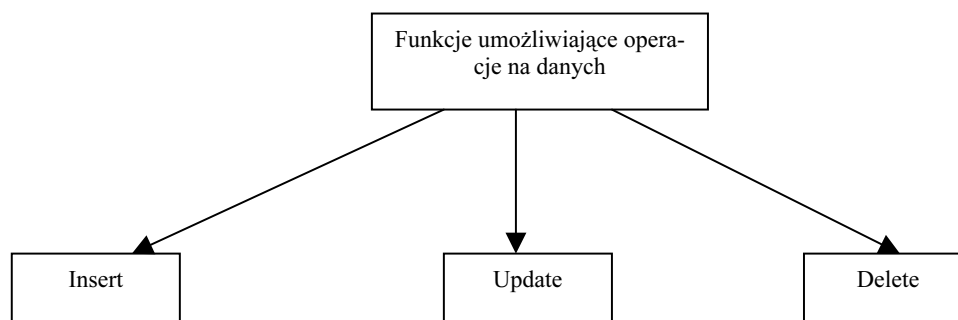 Funkcje umożliwiające opera-
cje na danych
Insert
Update
Delete